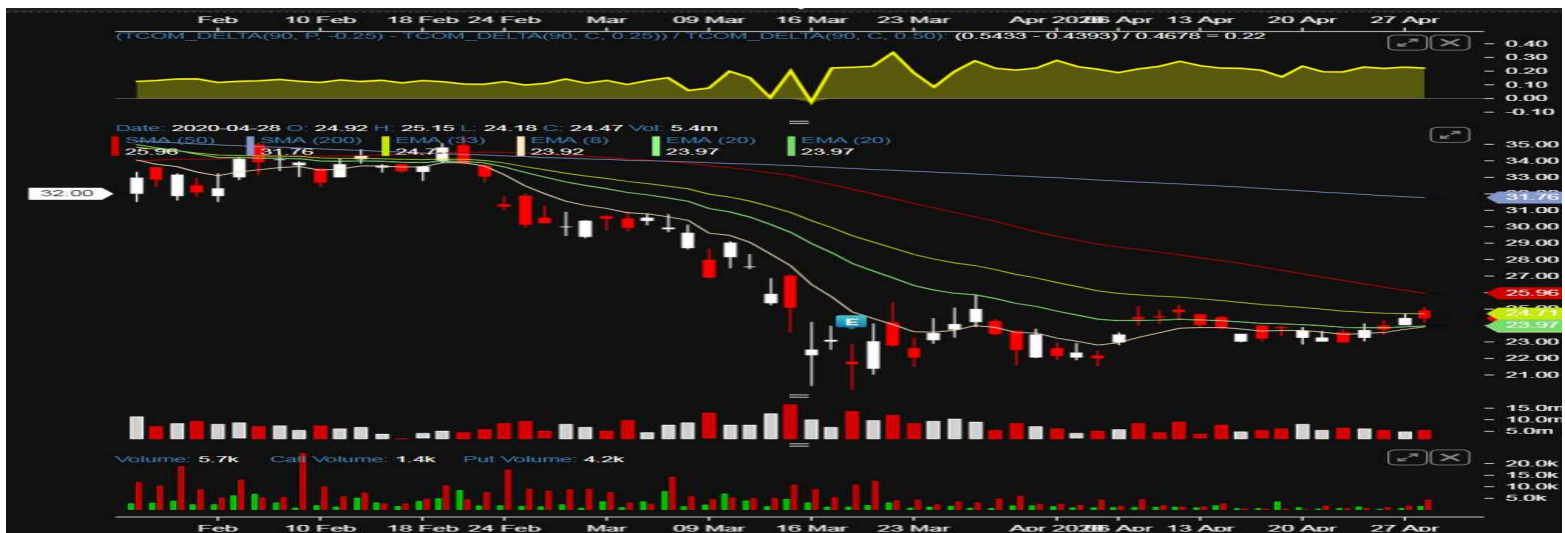 Feb 10 Feb 18 Feb 24 Feb Mar 09 Mar 16 Mar 23 Mar Apr 06 Apr 13 Apr 20 Apr 27 Apr
(TCOM_DELTA(90, P, -0.25) - TCOM_DELTA(90, C, 0.25)) / TCOM_DELTA(90, C, 0.50): (0.5433 - 0.4393) / 0.4678 = 0.22
0.40
0.30
0.20
0.10
0.00
-0.10
Date: 2020-04-28 O: 24.92 H: 25.15 L: 24.18 C: 24.47 Vol: 5.4m
SMA (50) SMA (200) EMA (33) EMA (8) EMA (20) EMA (20)
25.96 31.76 23.92 23.97 23.97
35.00
34.00
33.00
32.00
31.76
31.00
30.00
29.00
28.00
27.00
25.96
24.71
23.97
23.00
22.00
21.00
E
15.0m
10.0m
5.0m
Volume: 5.7k Call Volume: 1.4k Put Volume: 4.2k
20.0k
15.0k
10.0k
5.0k
Feb 10 Feb 18 Feb 24 Feb Mar 09 Mar 16 Mar 23 Mar Apr 06 Apr 13 Apr 20 Apr 27 Apr